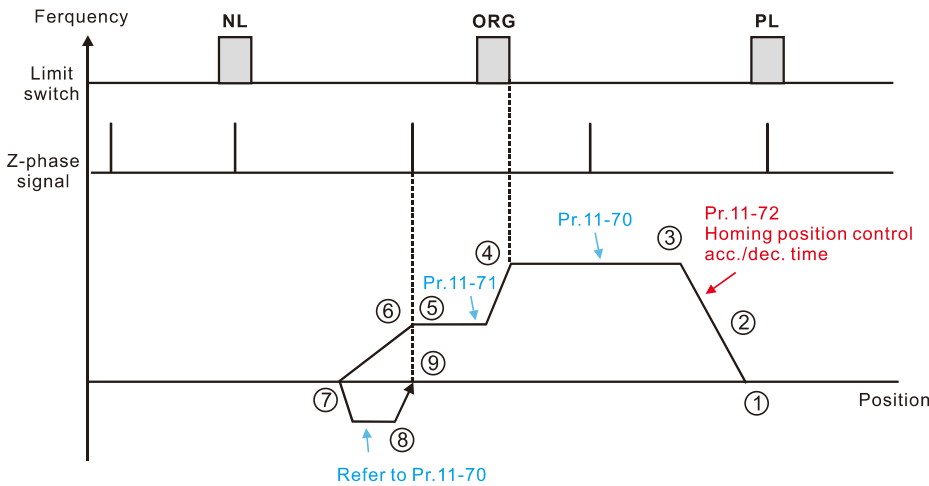 Ferquency
NL
ORG
PL
Limit
switch
Z-phase
signal
Pr.11-72
Homing position control
acc./dec. time
Pr.11-70
③
④
Pr.11-71
⑥
⑤
②
⑨
⑦
①
Position
⑧
Refer to Pr.11-70